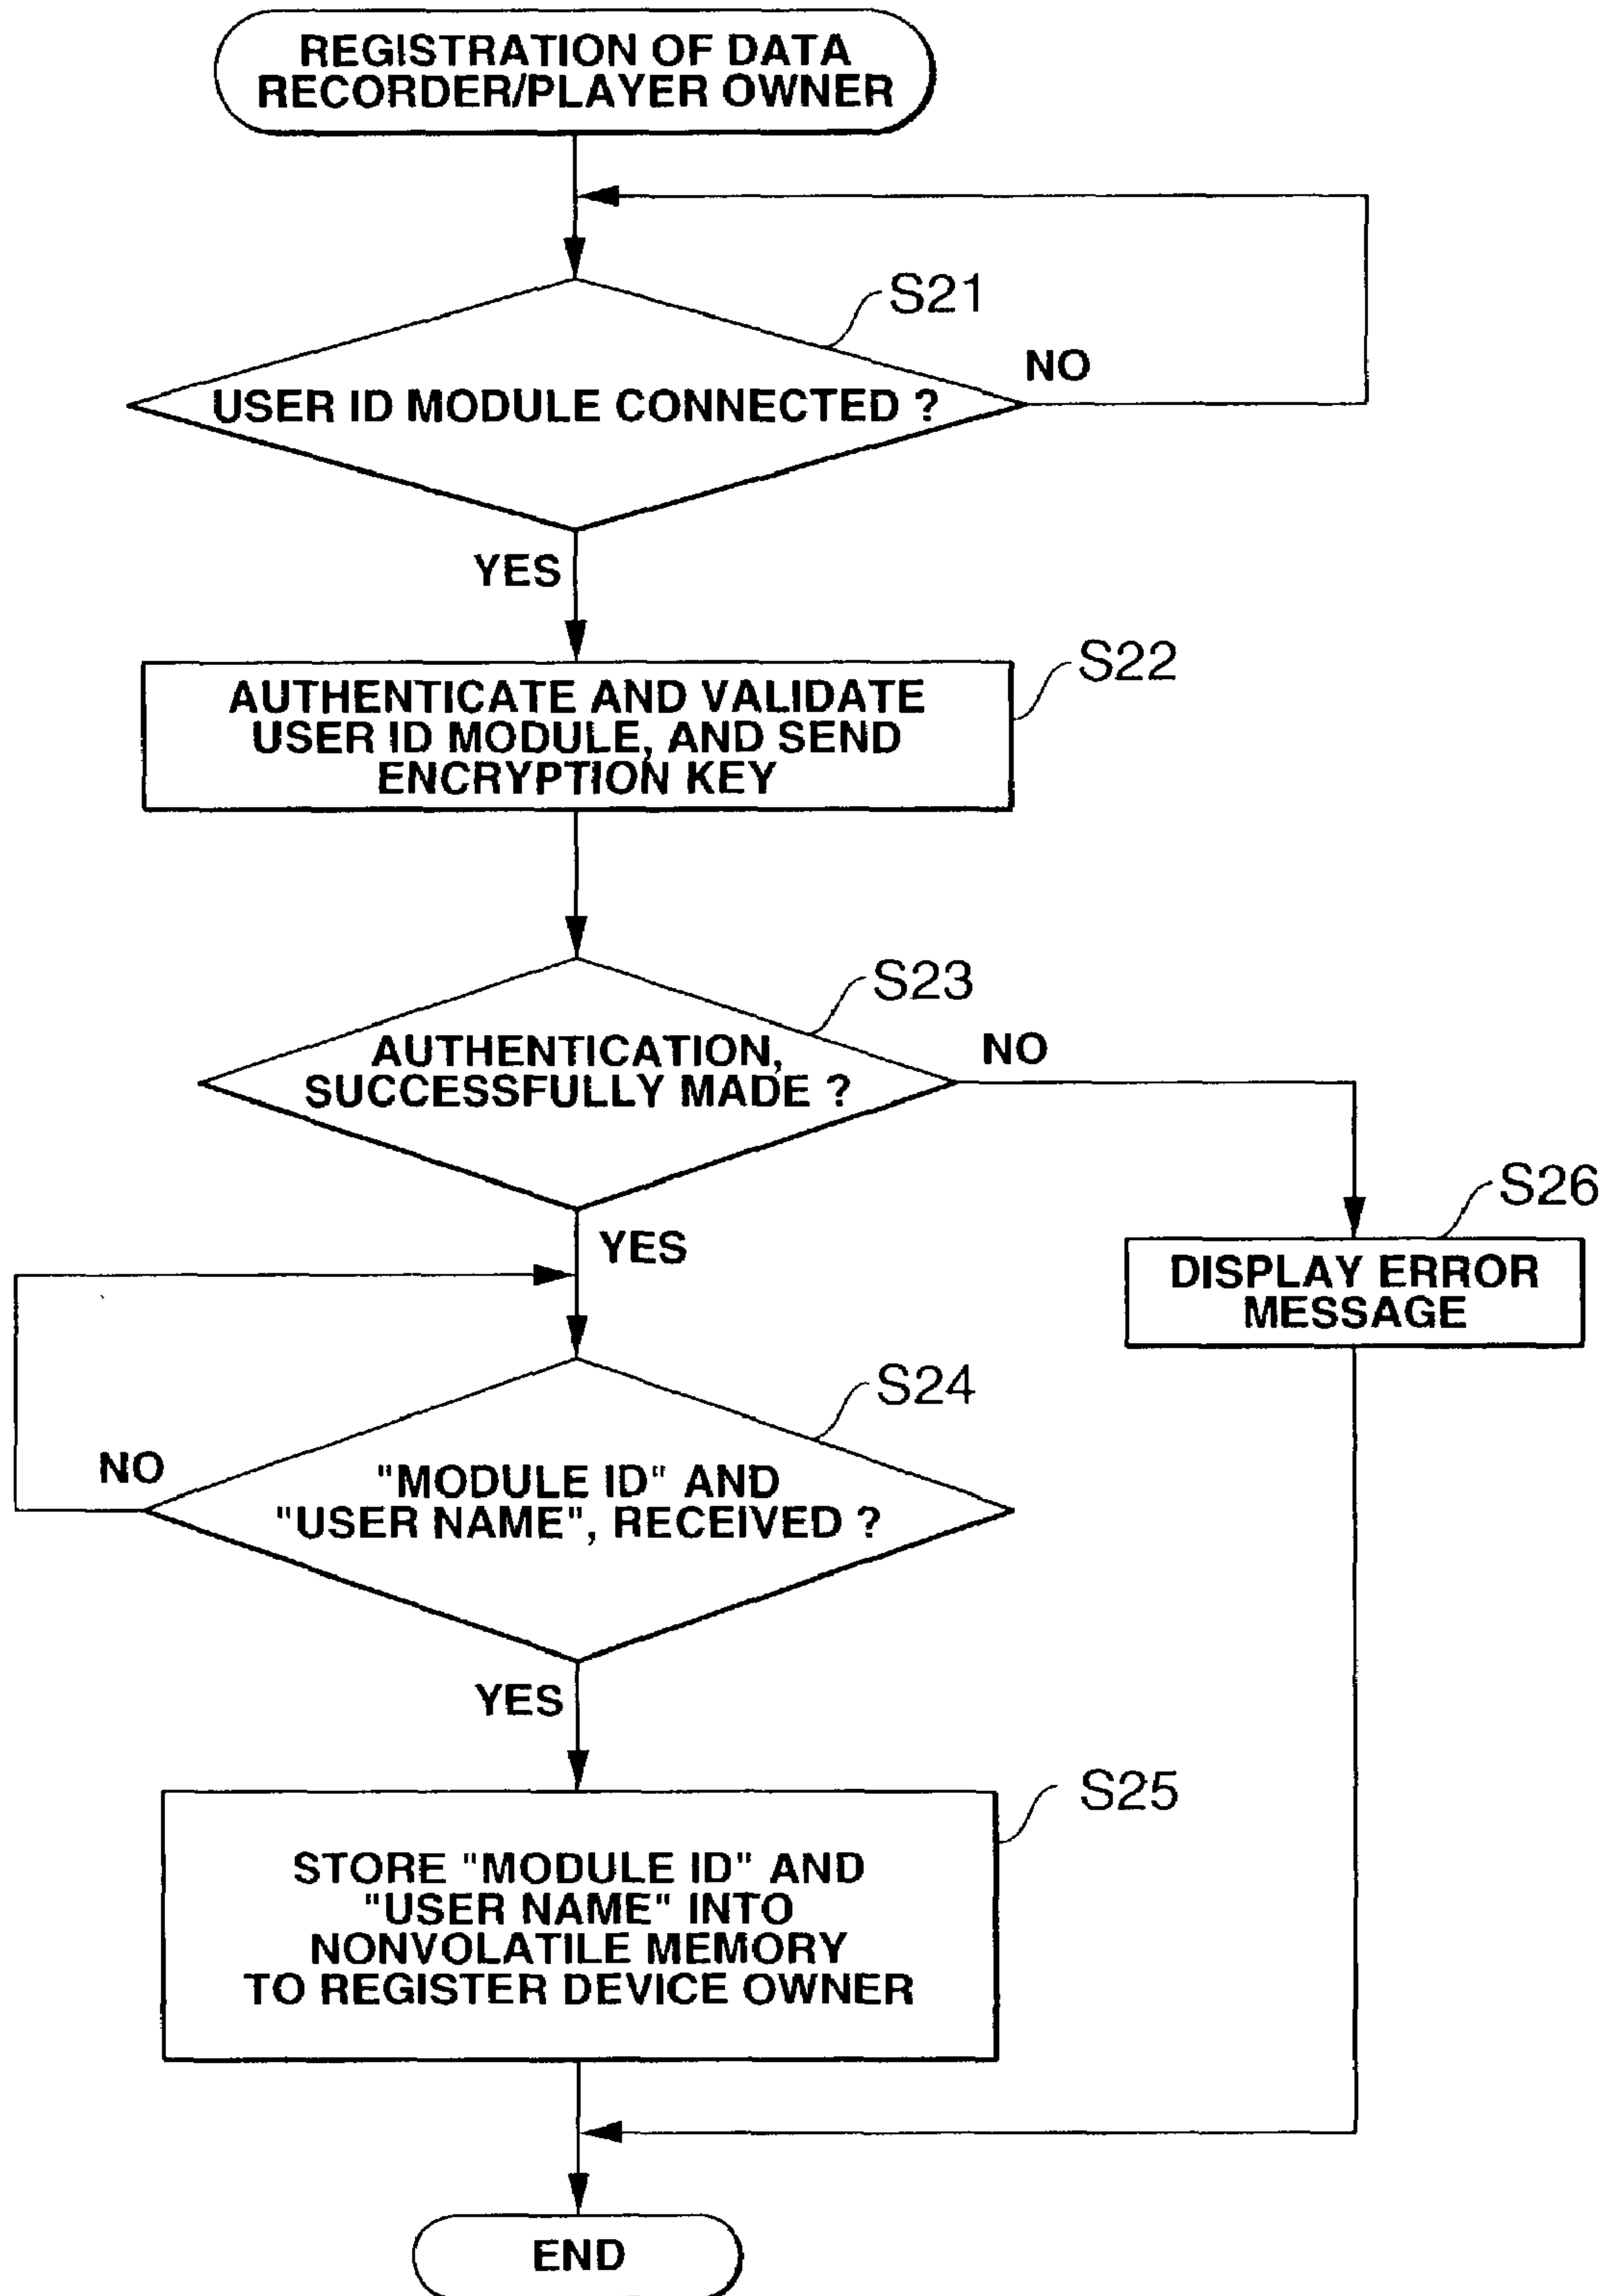 REGISTRATION OF DATA
RECORDER/PLAYER OWNER
S21
NO
USER ID MODULE CONNECTED ?
YES
S22
AUTHENTICATE AND VALIDATE
USER ID MODULE, AND SEND
ENCRYPTION KEY
S23
NO
AUTHENTICATION,
SUCCESSFULLY MADE ?
YES
S26
DISPLAY ERROR
MESSAGE
S24
NO
"MODULE ID" AND
"USER NAME", RECEIVED ?
YES
S25
STORE "MODULE ID" AND
"USER NAME" INTO
NONVOLATILE MEMORY
TO REGISTER DEVICE OWNER
END